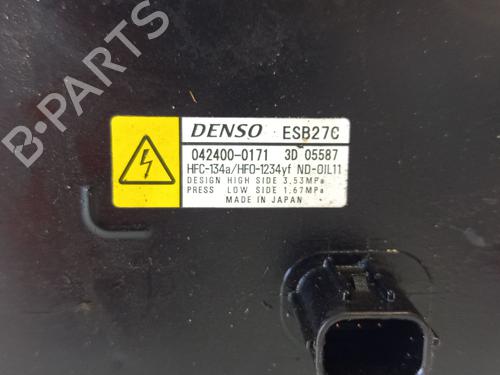 DENSO ESB27C
042400-0171 3D 05587
HFC-134a/HFO-1234yf ND-OIL11
DESIGN HIGH SIDE 3.53MPa
PRESS LOW SIDE 1.67MPa
MADE IN JAPAN
B-PARTS